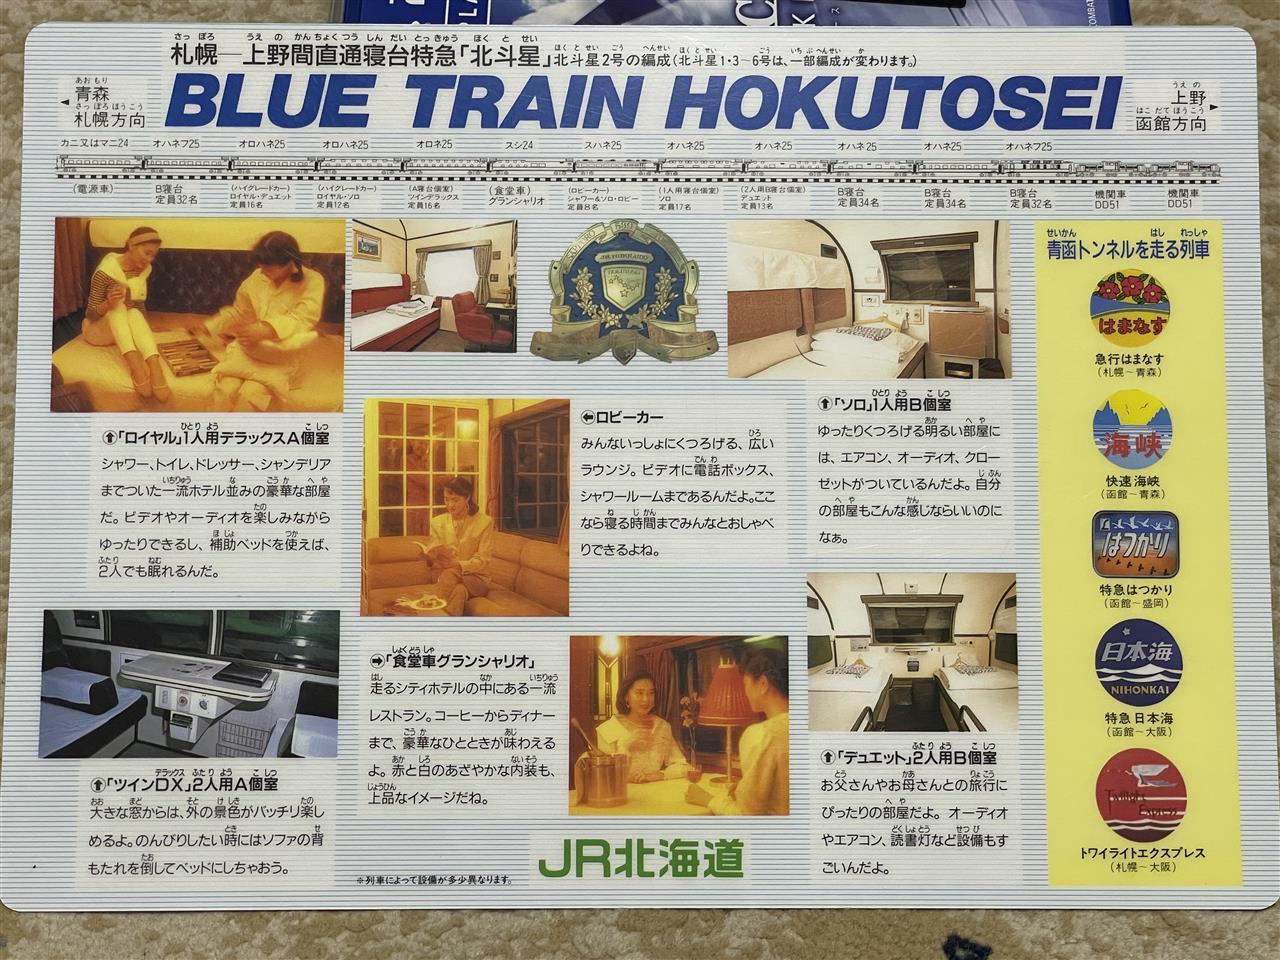 札幌―上野間直通寝台特急「北斗星」北斗星2号の編成(北斗星1・3～6号は、一部編成が変わります。)
BLUE TRAIN HOKUTOSEI
青森
札幌方向
上野
函館方向
カニ又はマニ24 オハネフ25 オロハネ25 オロハネ25 オロネ25 スシ24 スハネ25 オハネ25 オハネ25 オハネ25 オハネ25 オハネフ25
(電源車)
B寝台
定員32名
(ハイグレードカー)
ロイヤル・デュエット
定員16名
(ハイグレードカー)
ロイヤル・ソロ
定員12名
(A寝台個室)
ツインデラックス
定員16名
(食堂車)
グランシャリオ
(ロビーカー)
シャワー&ソロ・ロビー
定員8名
(1人用寝台個室)
ソロ
定員17名
(2人用B寝台個室)
デュエット
定員13名
B寝台
定員34名
B寝台
定員34名
B寝台
定員32名
機関車
DD51
機関車
DD51
JR HOKKAIDO
HOKUTOSEI
「ロイヤル」1人用デラックスA個室
シャワー、トイレ、ドレッサー、シャンデリア
までついた一流ホテル並みの豪華な部屋
だ。ビデオやオーディオを楽しみながら
ゆったりできるし、補助ベッドを使えば、
2人でも眠れるんだ。
ロビーカー
みんないっしょにくつろげる、広い
ラウンジ。ビデオに電話ボックス、
シャワールームまであるんだよ。ここ
なら寝る時間までみんなとおしゃべ
りできるよね。
「ソロ」1人用B個室
ゆったりくつろげる明るい部屋に
は、エアコン、オーディオ、クロー
ゼットがついているんだよ。自分
の部屋もこんな感じならいいのに
なぁ。
「ツインDX」2人用A個室
大きな窓からは、外の景色がバッチリ楽し
めるよ。のんびりしたい時にはソファの背
もたれを倒してベッドにしちゃおう。
「食堂車グランシャリオ」
走るシティホテルの中にある一流
レストラン。コーヒーからディナー
まで、豪華なひとときが味わえる
よ。赤と白のあざやかな内装も、
上品なイメージだね。
「デュエット」2人用B個室
お父さんやお母さんとの旅行に
ぴったりの部屋だよ。オーディオ
やエアコン、読書灯など設備もす
ごいんだよ。
※列車によって設備が多少異なります。
JR北海道
青函トンネルを走る列車
はまなす
急行はまなす
(札幌～青森)
海峡
快速海峡
(函館～青森)
はつかり
特急はつかり
(函館～盛岡)
日本海
NIHONKAI
特急日本海
(函館～大阪)
Twilight
Express
トワイライトエクスプレス
(札幌～大阪)